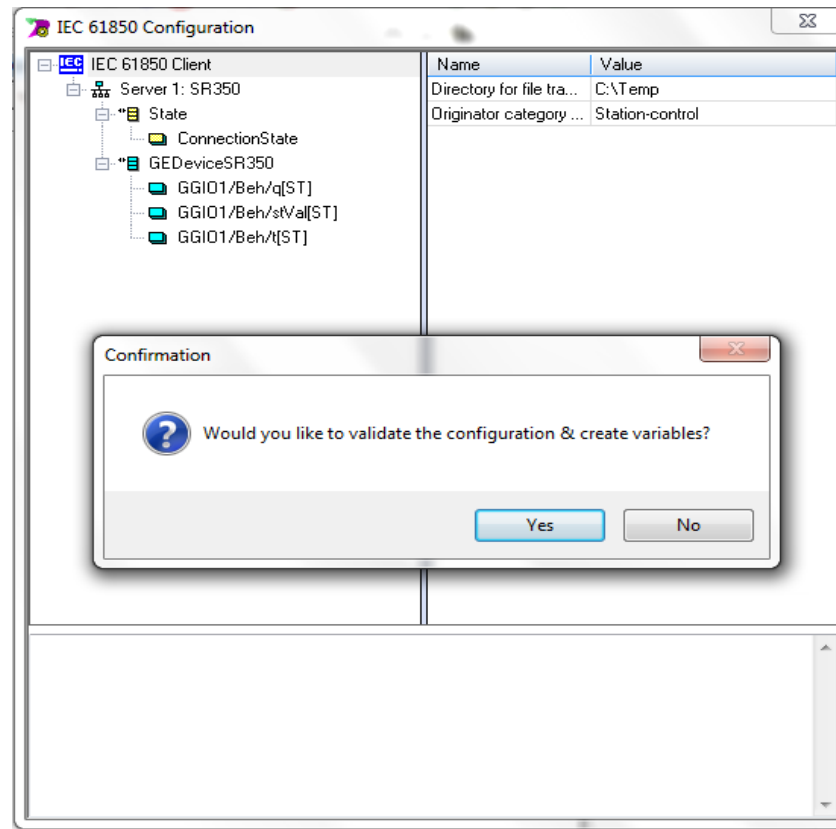 IEC 61850 Configuration
IEC IEC 61850 Client
Server 1: SR350
State
ConnectionState
GEDeviceSR350
GGIO1/Beh/q[ST]
GGIO1/Beh/stVal[ST]
GGIO1/Beh/t[ST]
Name Value
Directory for file tra... C:\Temp
Originator category ... Station-control
Confirmation
Would you like to validate the configuration & create variables?
Yes No